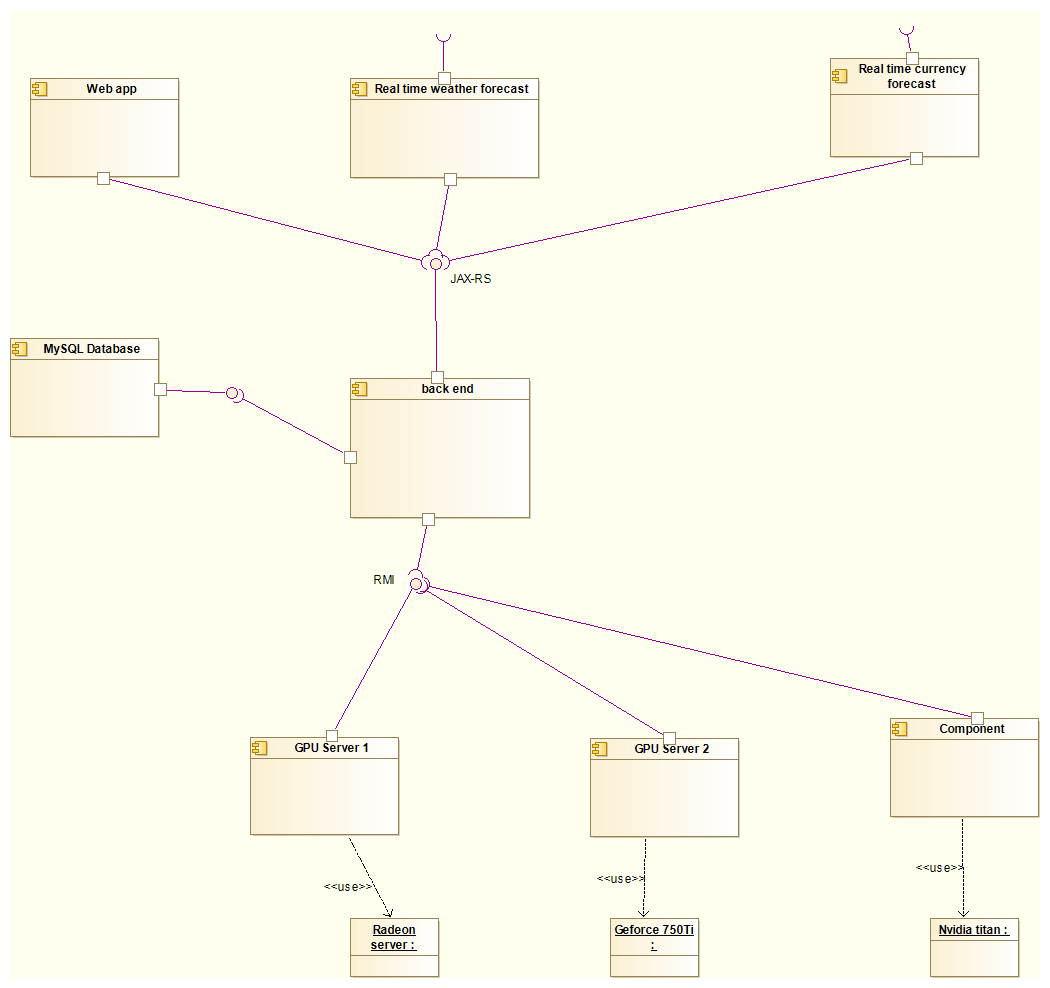 Web app
Real time weather forecast
Real time currency
forecast
JAX-RS
MySQL Database
back end
RMI
GPU Server 1
GPU Server 2
Component
<<use>>
<<use>>
<<use>>
Radeon
server :
Geforce 750Ti
:
Nvidia titan :